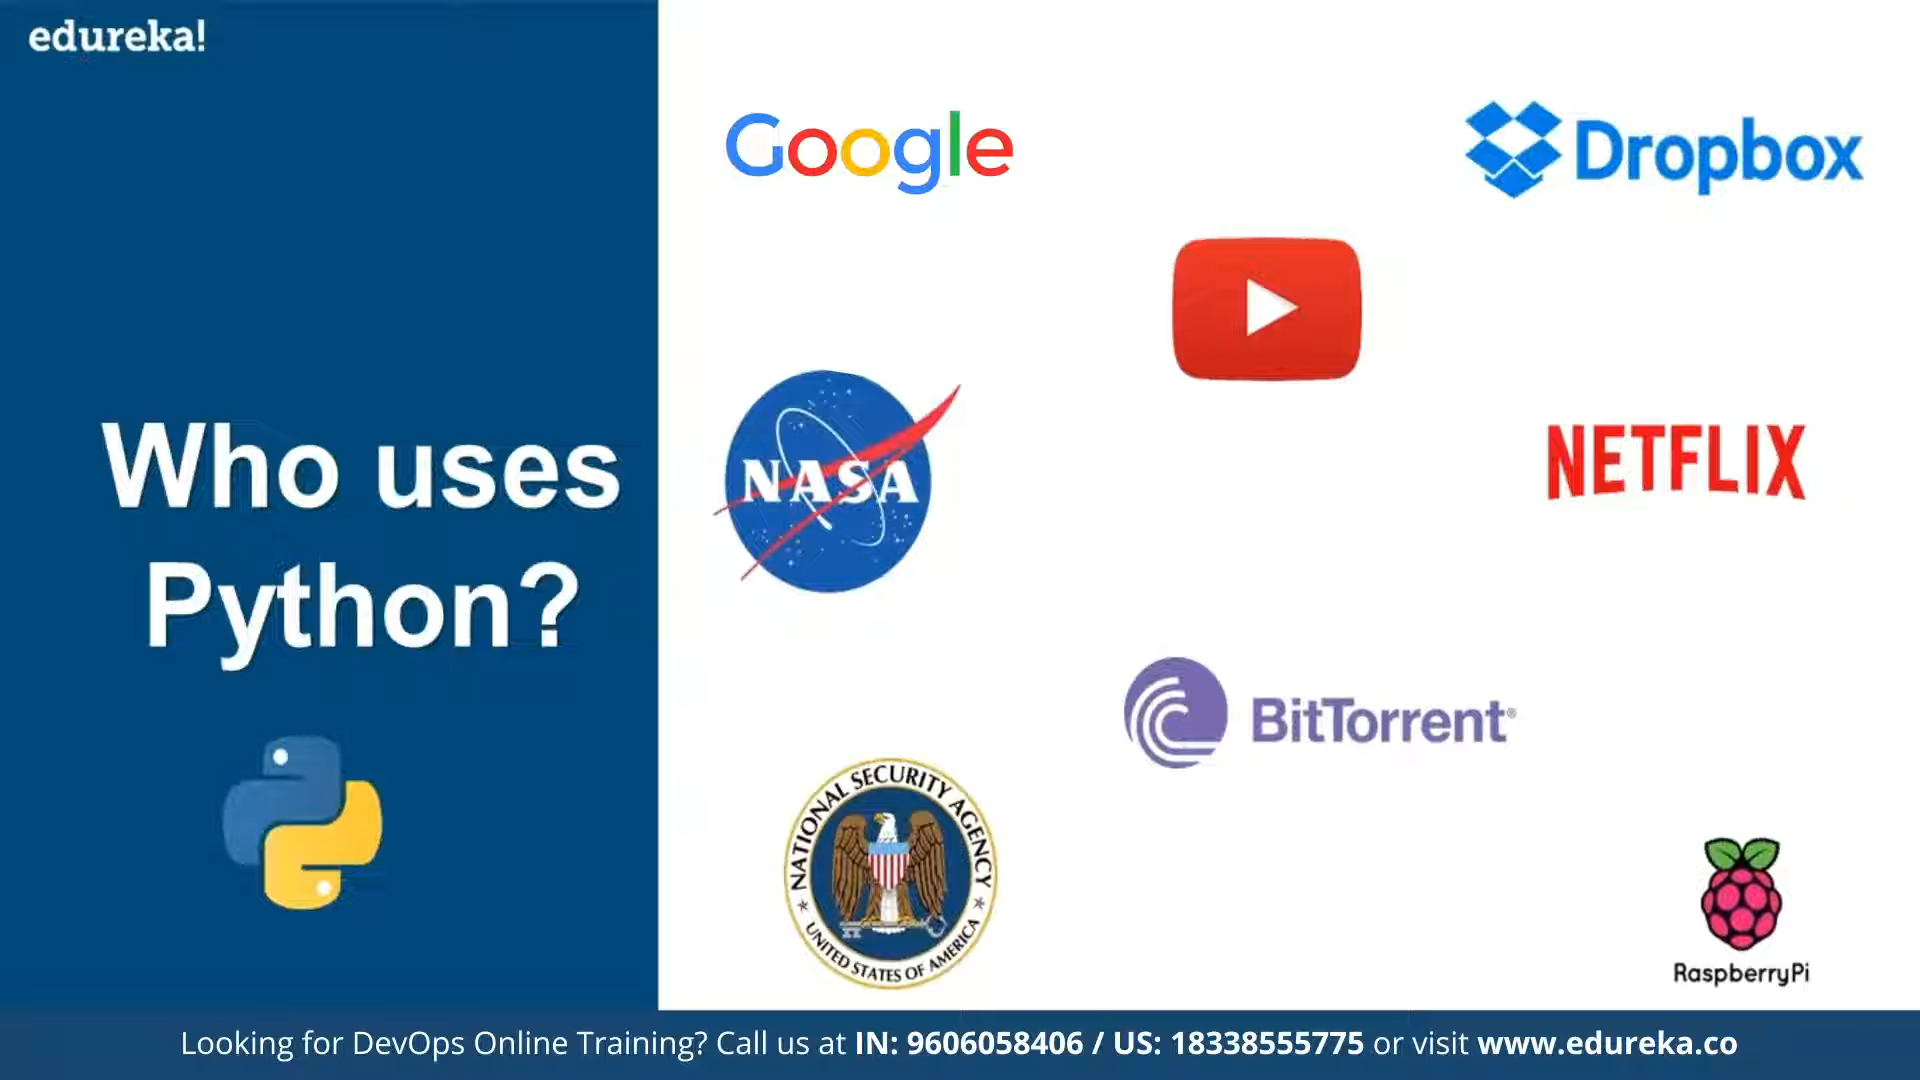 edureka!
Who uses
Python?
Google
Dropbox
NASA
NETFLIX
BitTorrent®
NATIONAL SECURITY AGENCY
UNITED STATES OF AMERICA
RaspberryPi
Looking for DevOps Online Training? Call us at IN: 9606058406 / US: 18338555775 or visit www.edureka.co